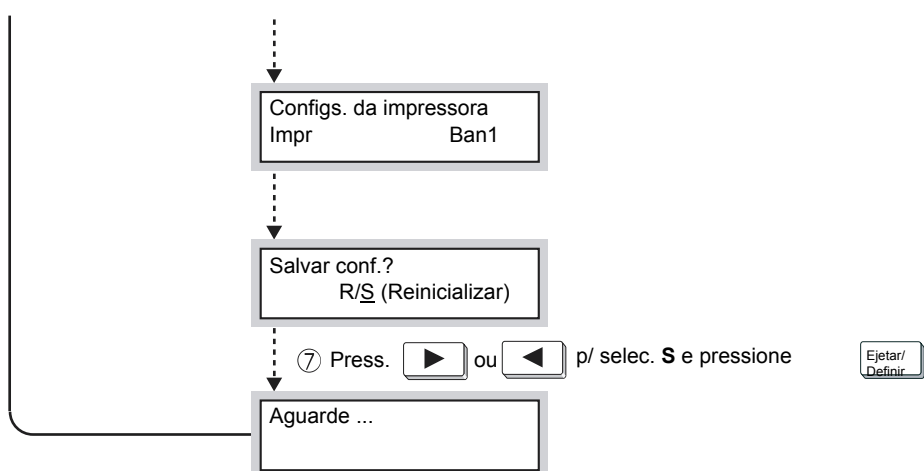 Configs. da impressora
Impr Ban1
Salvar conf.?
R/S (Reinicializar)
⑦ Press. ▶ ou ◀ p/ selec. S e pressione Ejetar/
Definir
Aguarde ...